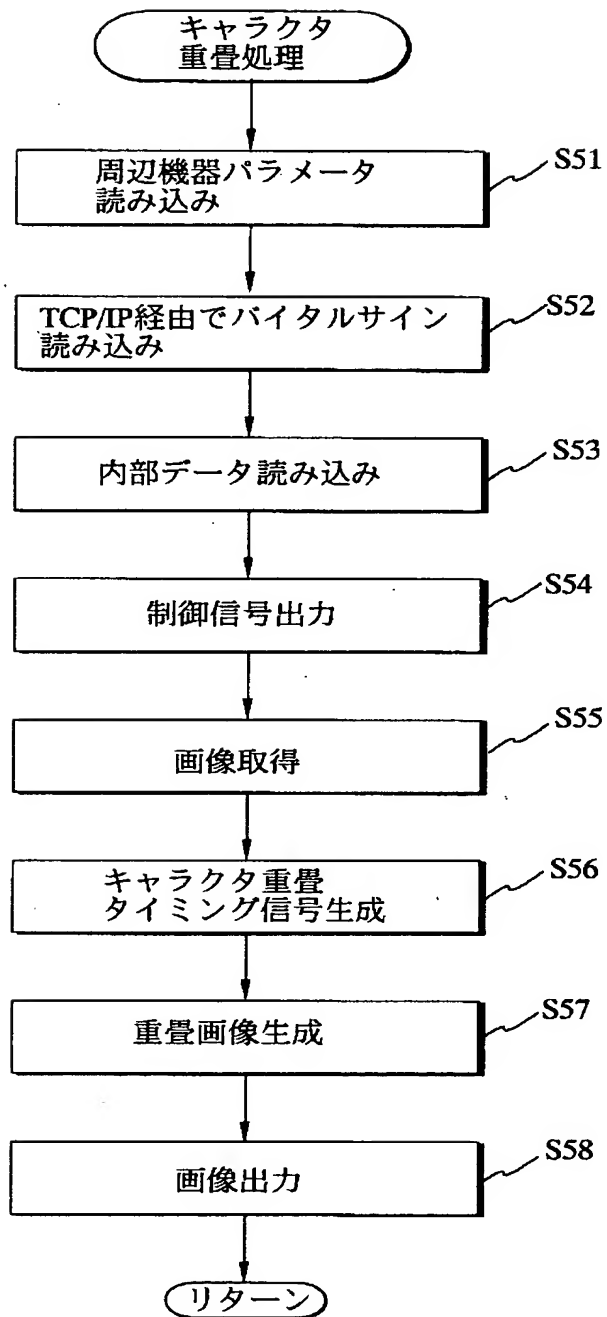 キャラクタ
重畳処理
周辺機器パラメータ
読み込み
S51
TCP/IP経由でバイタルサイン
読み込み
S52
内部データ読み込み
S53
制御信号出力
S54
画像取得
S55
キャラクタ重畳
タイミング信号生成
S56
重畳画像生成
S57
画像出力
S58
リターン